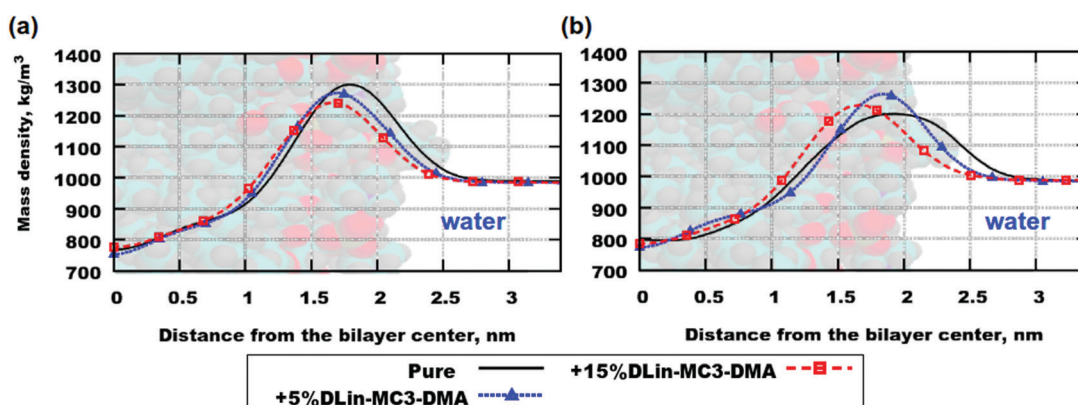 (a)
(b)
Mass density, kg/m³
1400
1300
1200
1100
1000
900
800
700
0 0.5 1 1.5 2 2.5 3
water
Distance from the bilayer center, nm
1400
1300
1200
1100
1000
900
800
700
0 0.5 1 1.5 2 2.5 3
water
Distance from the bilayer center, nm
Pure
+15%DLin-MC3-DMA
+5%DLin-MC3-DMA